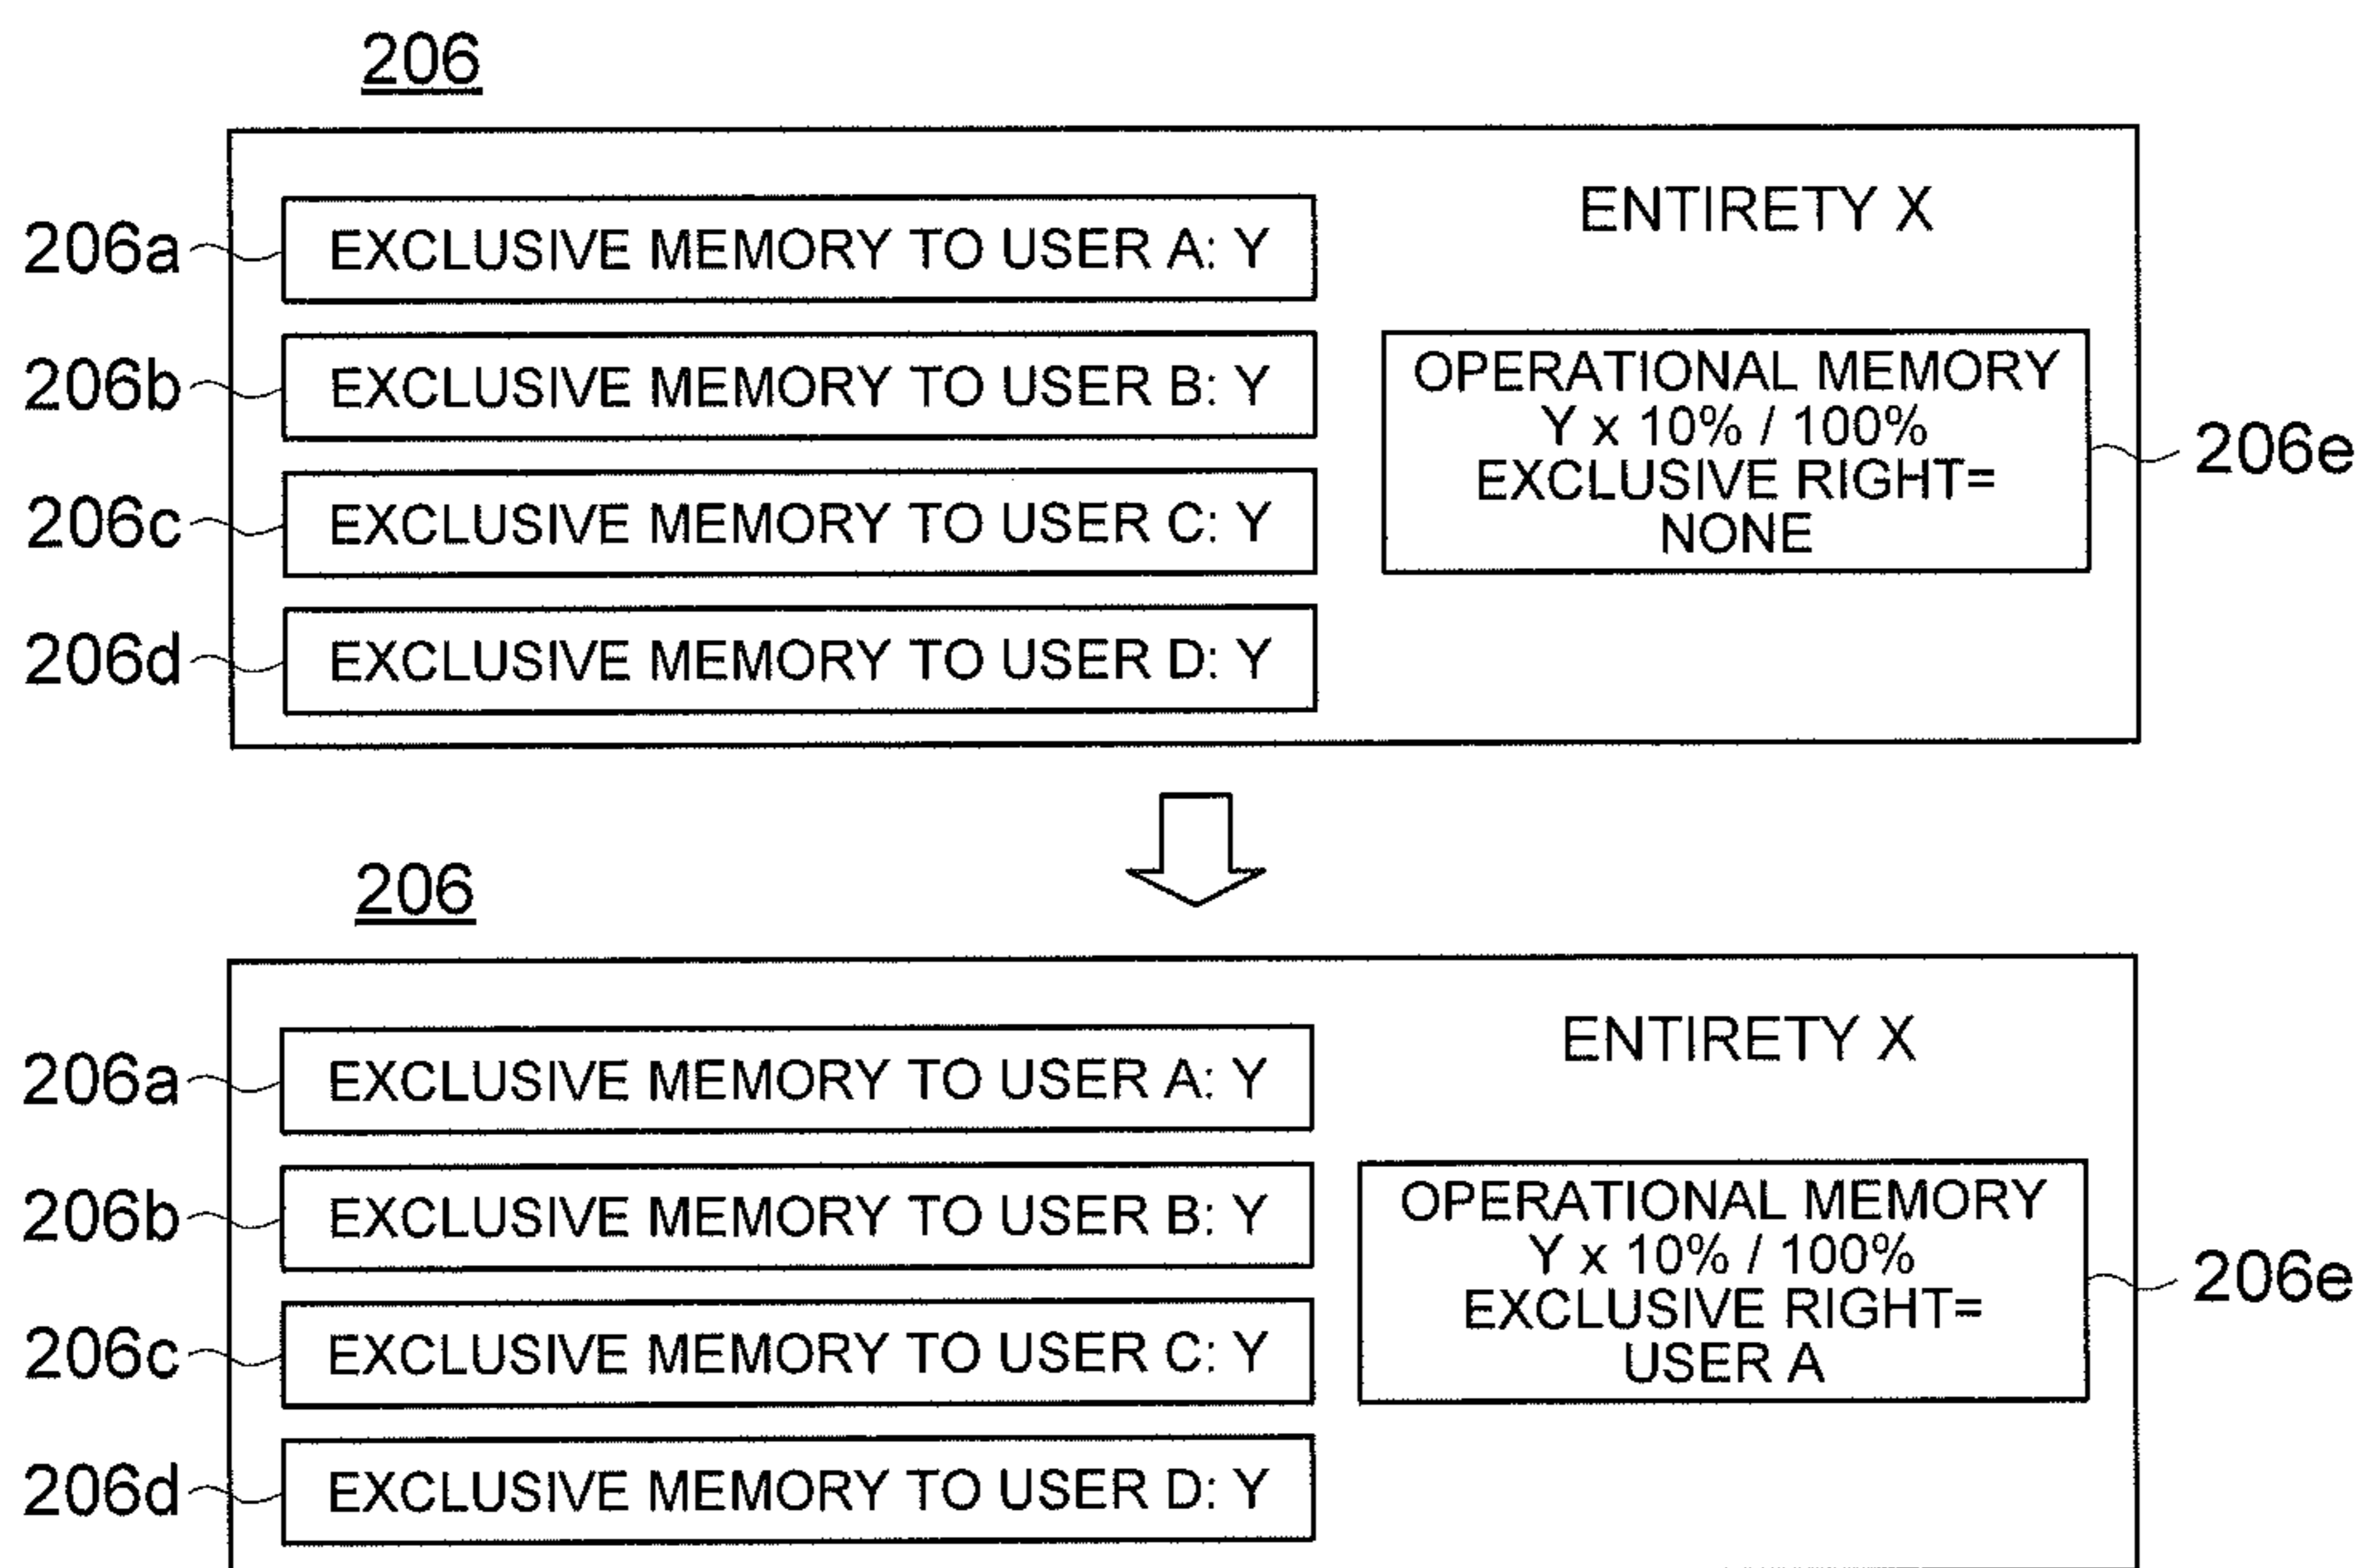 206
ENTIRETY X
206a
EXCLUSIVE MEMORY TO USER A: Y
206b
EXCLUSIVE MEMORY TO USER B: Y
206c
EXCLUSIVE MEMORY TO USER C: Y
206d
EXCLUSIVE MEMORY TO USER D: Y
OPERATIONAL MEMORY
Y x 10% / 100%
EXCLUSIVE RIGHT=
NONE
206e
206
ENTIRETY X
206a
EXCLUSIVE MEMORY TO USER A: Y
206b
EXCLUSIVE MEMORY TO USER B: Y
206c
EXCLUSIVE MEMORY TO USER C: Y
206d
EXCLUSIVE MEMORY TO USER D: Y
OPERATIONAL MEMORY
Y x 10% / 100%
EXCLUSIVE RIGHT=
USER A
206e